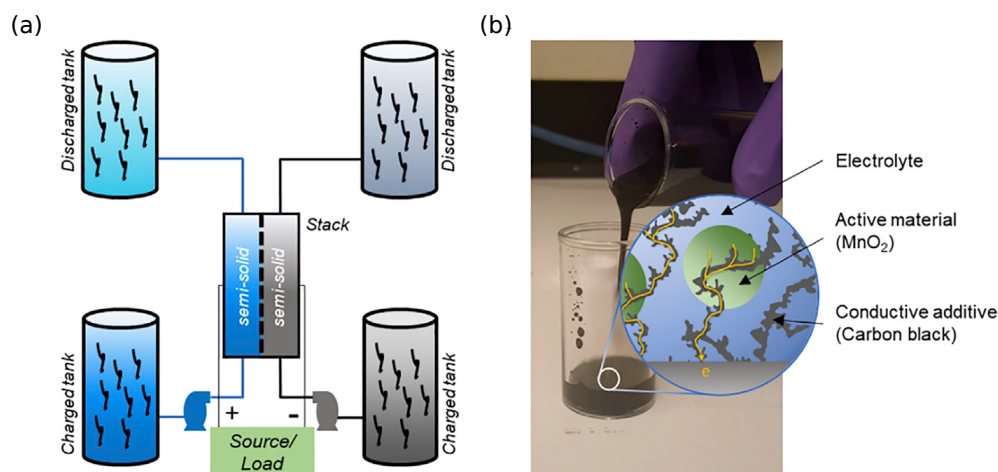 (a)
(b)
Discharged tank
Discharged tank
Stack
semi-solid
semi-solid
Charged tank
Charged tank
+
-
Source/
Load
Electrolyte
Active material
(MnO₂)
Conductive additive
(Carbon black)
e